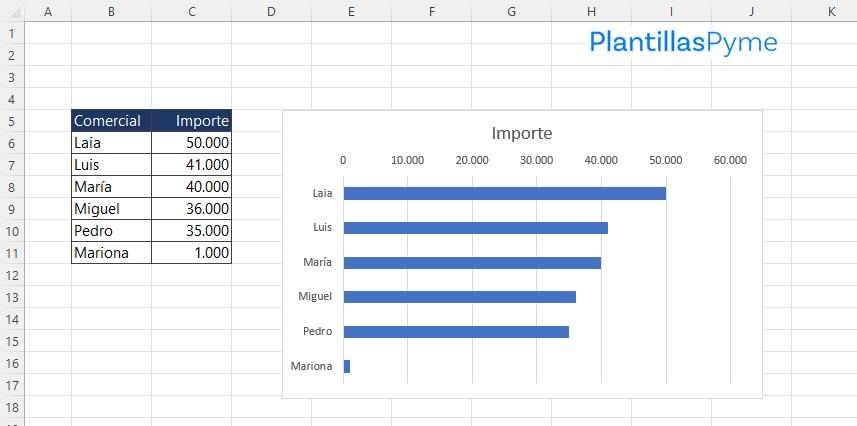 A B C D E F G H I J K
1 PlantillasPyme
2
3
4
5 Comercial Importe
6 Laia 50.000
7 Luis 41.000
8 María 40.000
9 Miguel 36.000
10 Pedro 35.000
11 Mariona 1.000
12
13
14
15
16
17
18
Importe
0 10.000 20.000 30.000 40.000 50.000 60.000
Laia
Luis
María
Miguel
Pedro
Mariona